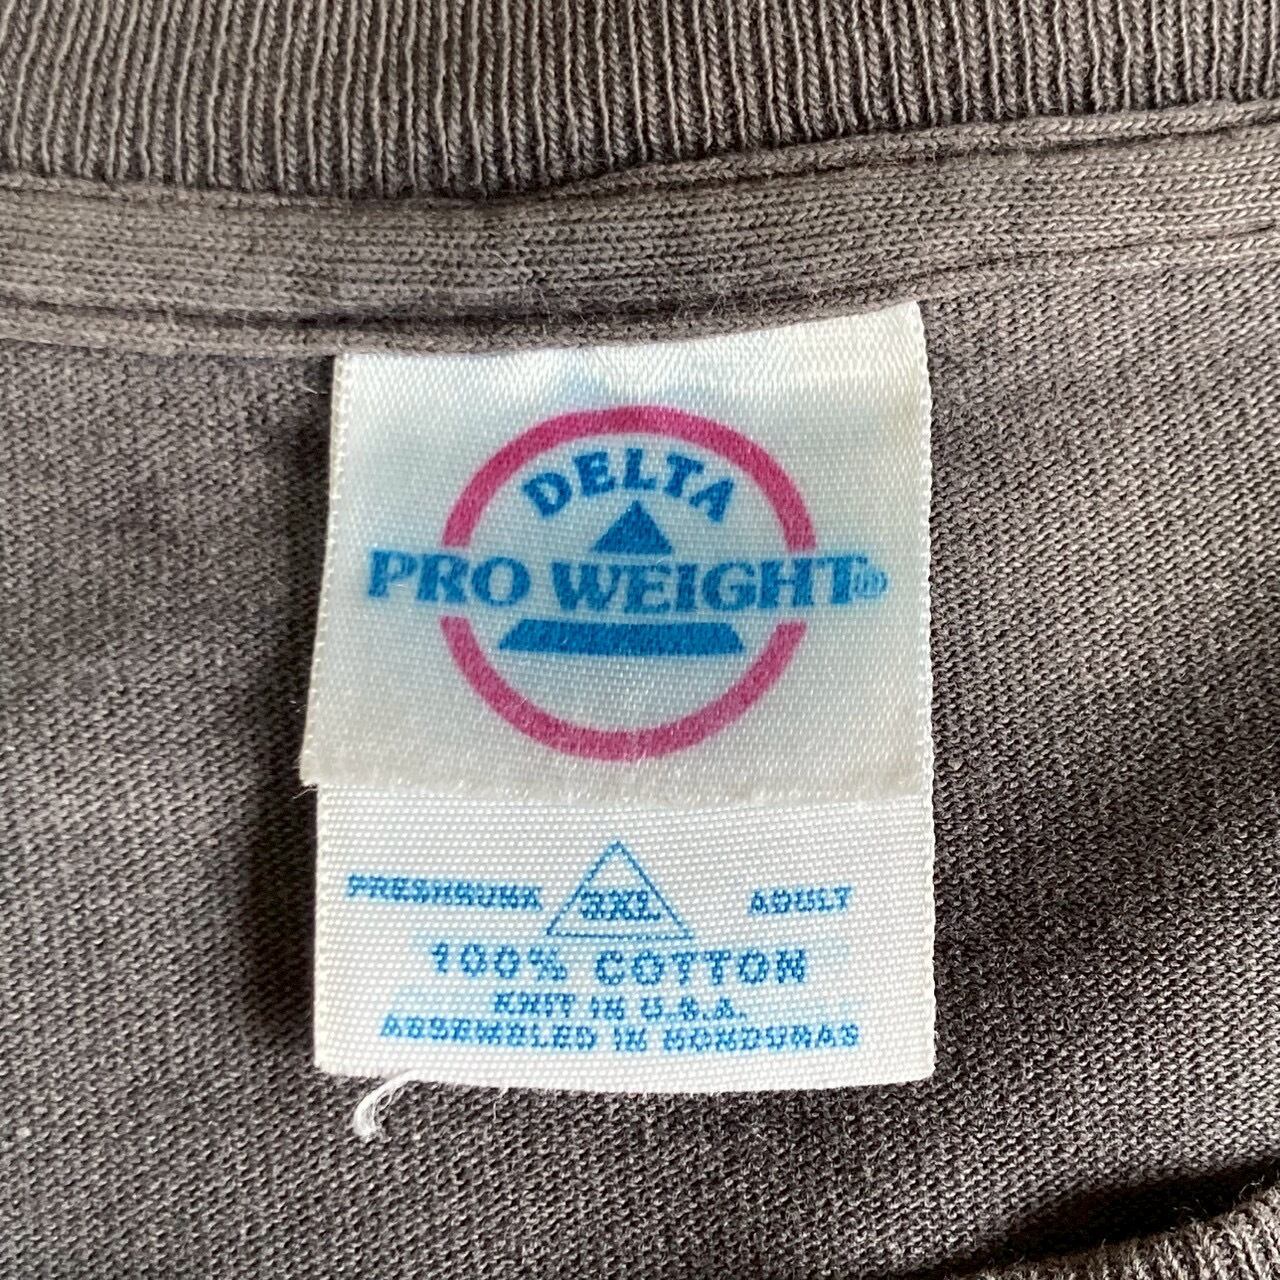 DELTA
PRO WEIGHT®
PRESHRUNK 3XL ADULT
100% COTTON
KNIT IN U.S.A.
ASSEMBLED IN HONDURAS